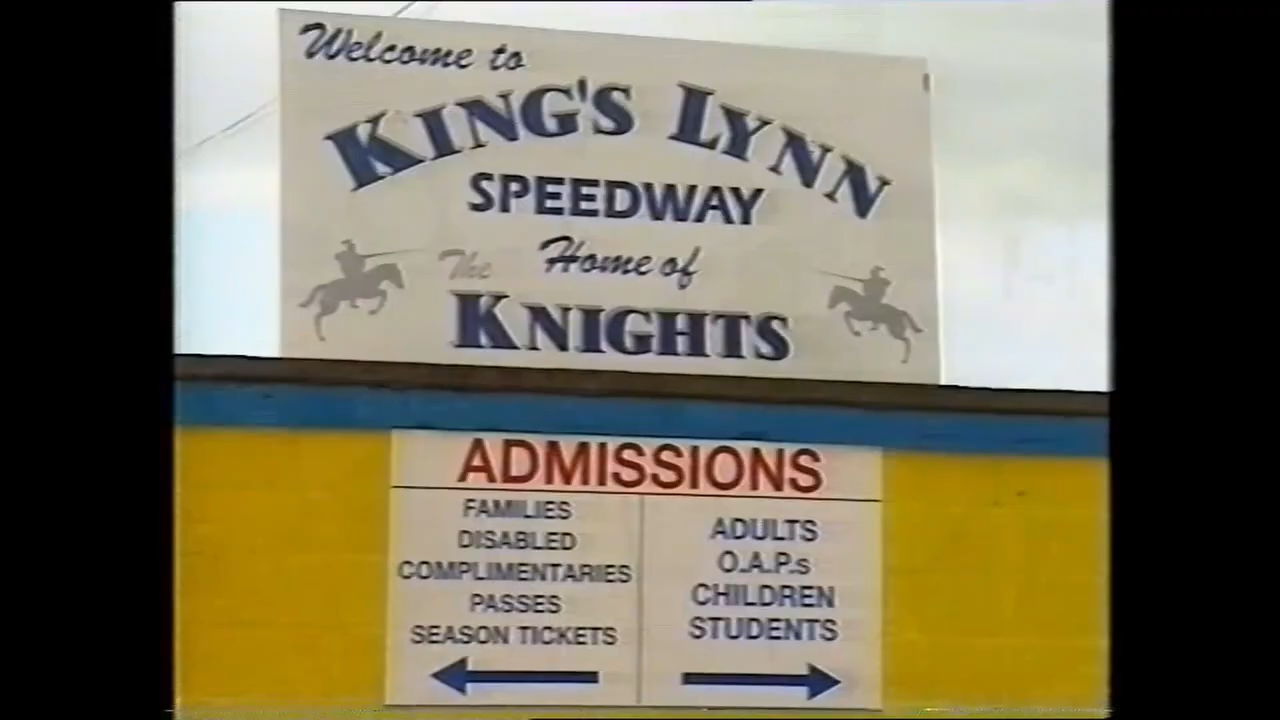 Welcome to
KING'S LYNN
SPEEDWAY
The Home of
KNIGHTS
ADMISSIONS
FAMILIES
DISABLED
COMPLIMENTARIES
PASSES
SEASON TICKETS
ADULTS
O.A.P.s
CHILDREN
STUDENTS